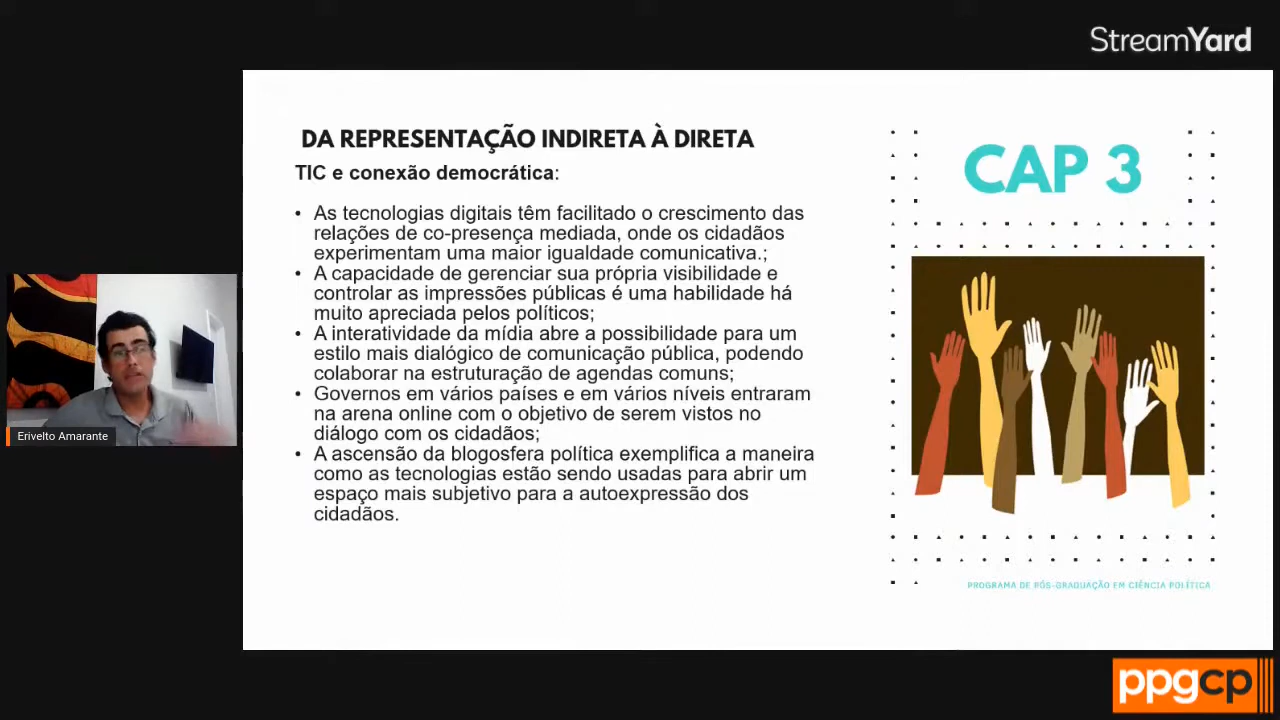 StreamYard
DA REPRESENTAÇÃO INDIRETA À DIRETA
TIC e conexão democrática:
• As tecnologias digitais têm facilitado o crescimento das
relações de co-presença mediada, onde os cidadãos
experimentam uma maior igualdade comunicativa.;
• A capacidade de gerenciar sua própria visibilidade e
controlar as impressões públicas é uma habilidade há
muito apreciada pelos políticos;
• A interatividade da mídia abre a possibilidade para um
estilo mais dialógico de comunicação pública, podendo
colaborar na estruturação de agendas comuns;
• Governos em vários países e em vários níveis entraram
na arena online com o objetivo de serem vistos no
diálogo com os cidadãos;
• A ascensão da blogosfera política exemplifica a maneira
como as tecnologias estão sendo usadas para abrir um
espaço mais subjetivo para a autoexpressão dos
cidadãos.
CAP 3
PROGRAMA DE PÓS-GRADUAÇÃO EM CIÊNCIA POLÍTICA
Erivelto Amarante
ppgcp